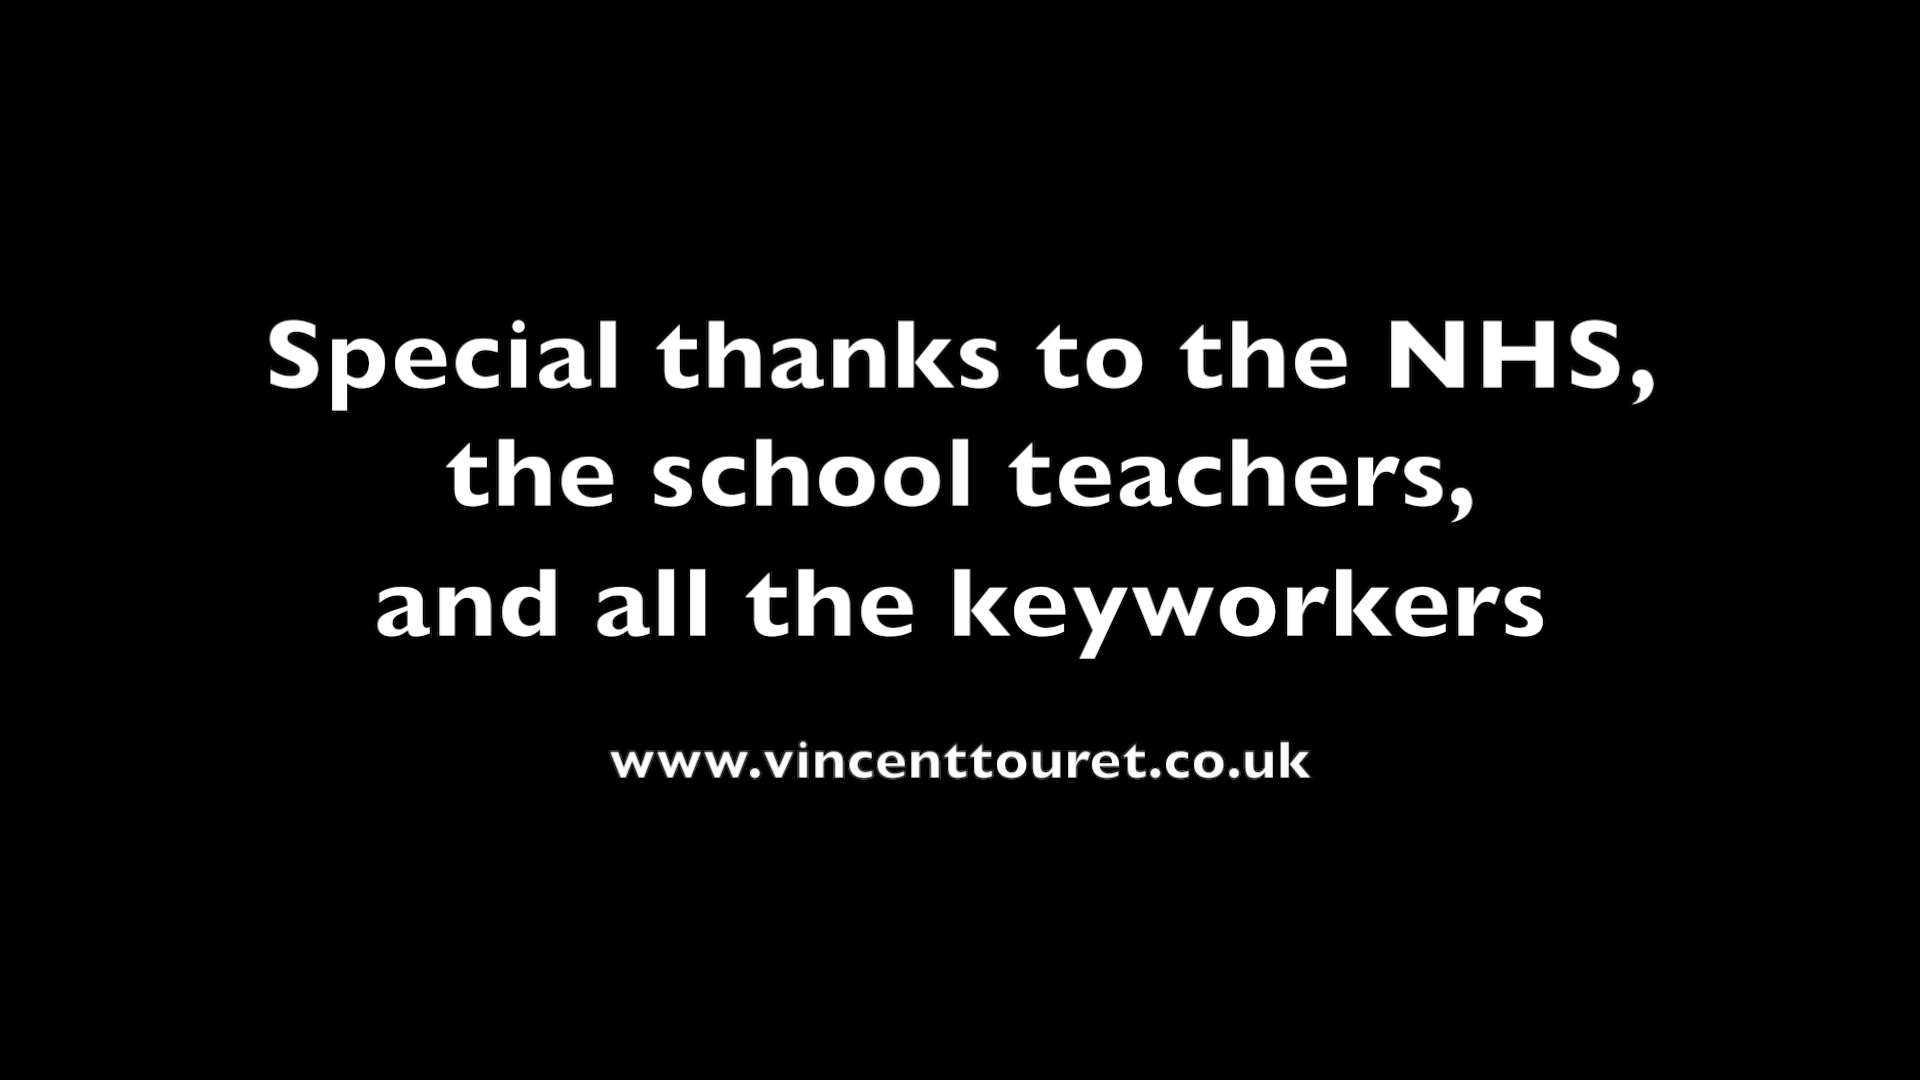 Special thanks to the NHS,
the school teachers,
and all the keyworkers
www.vincenttouret.co.uk